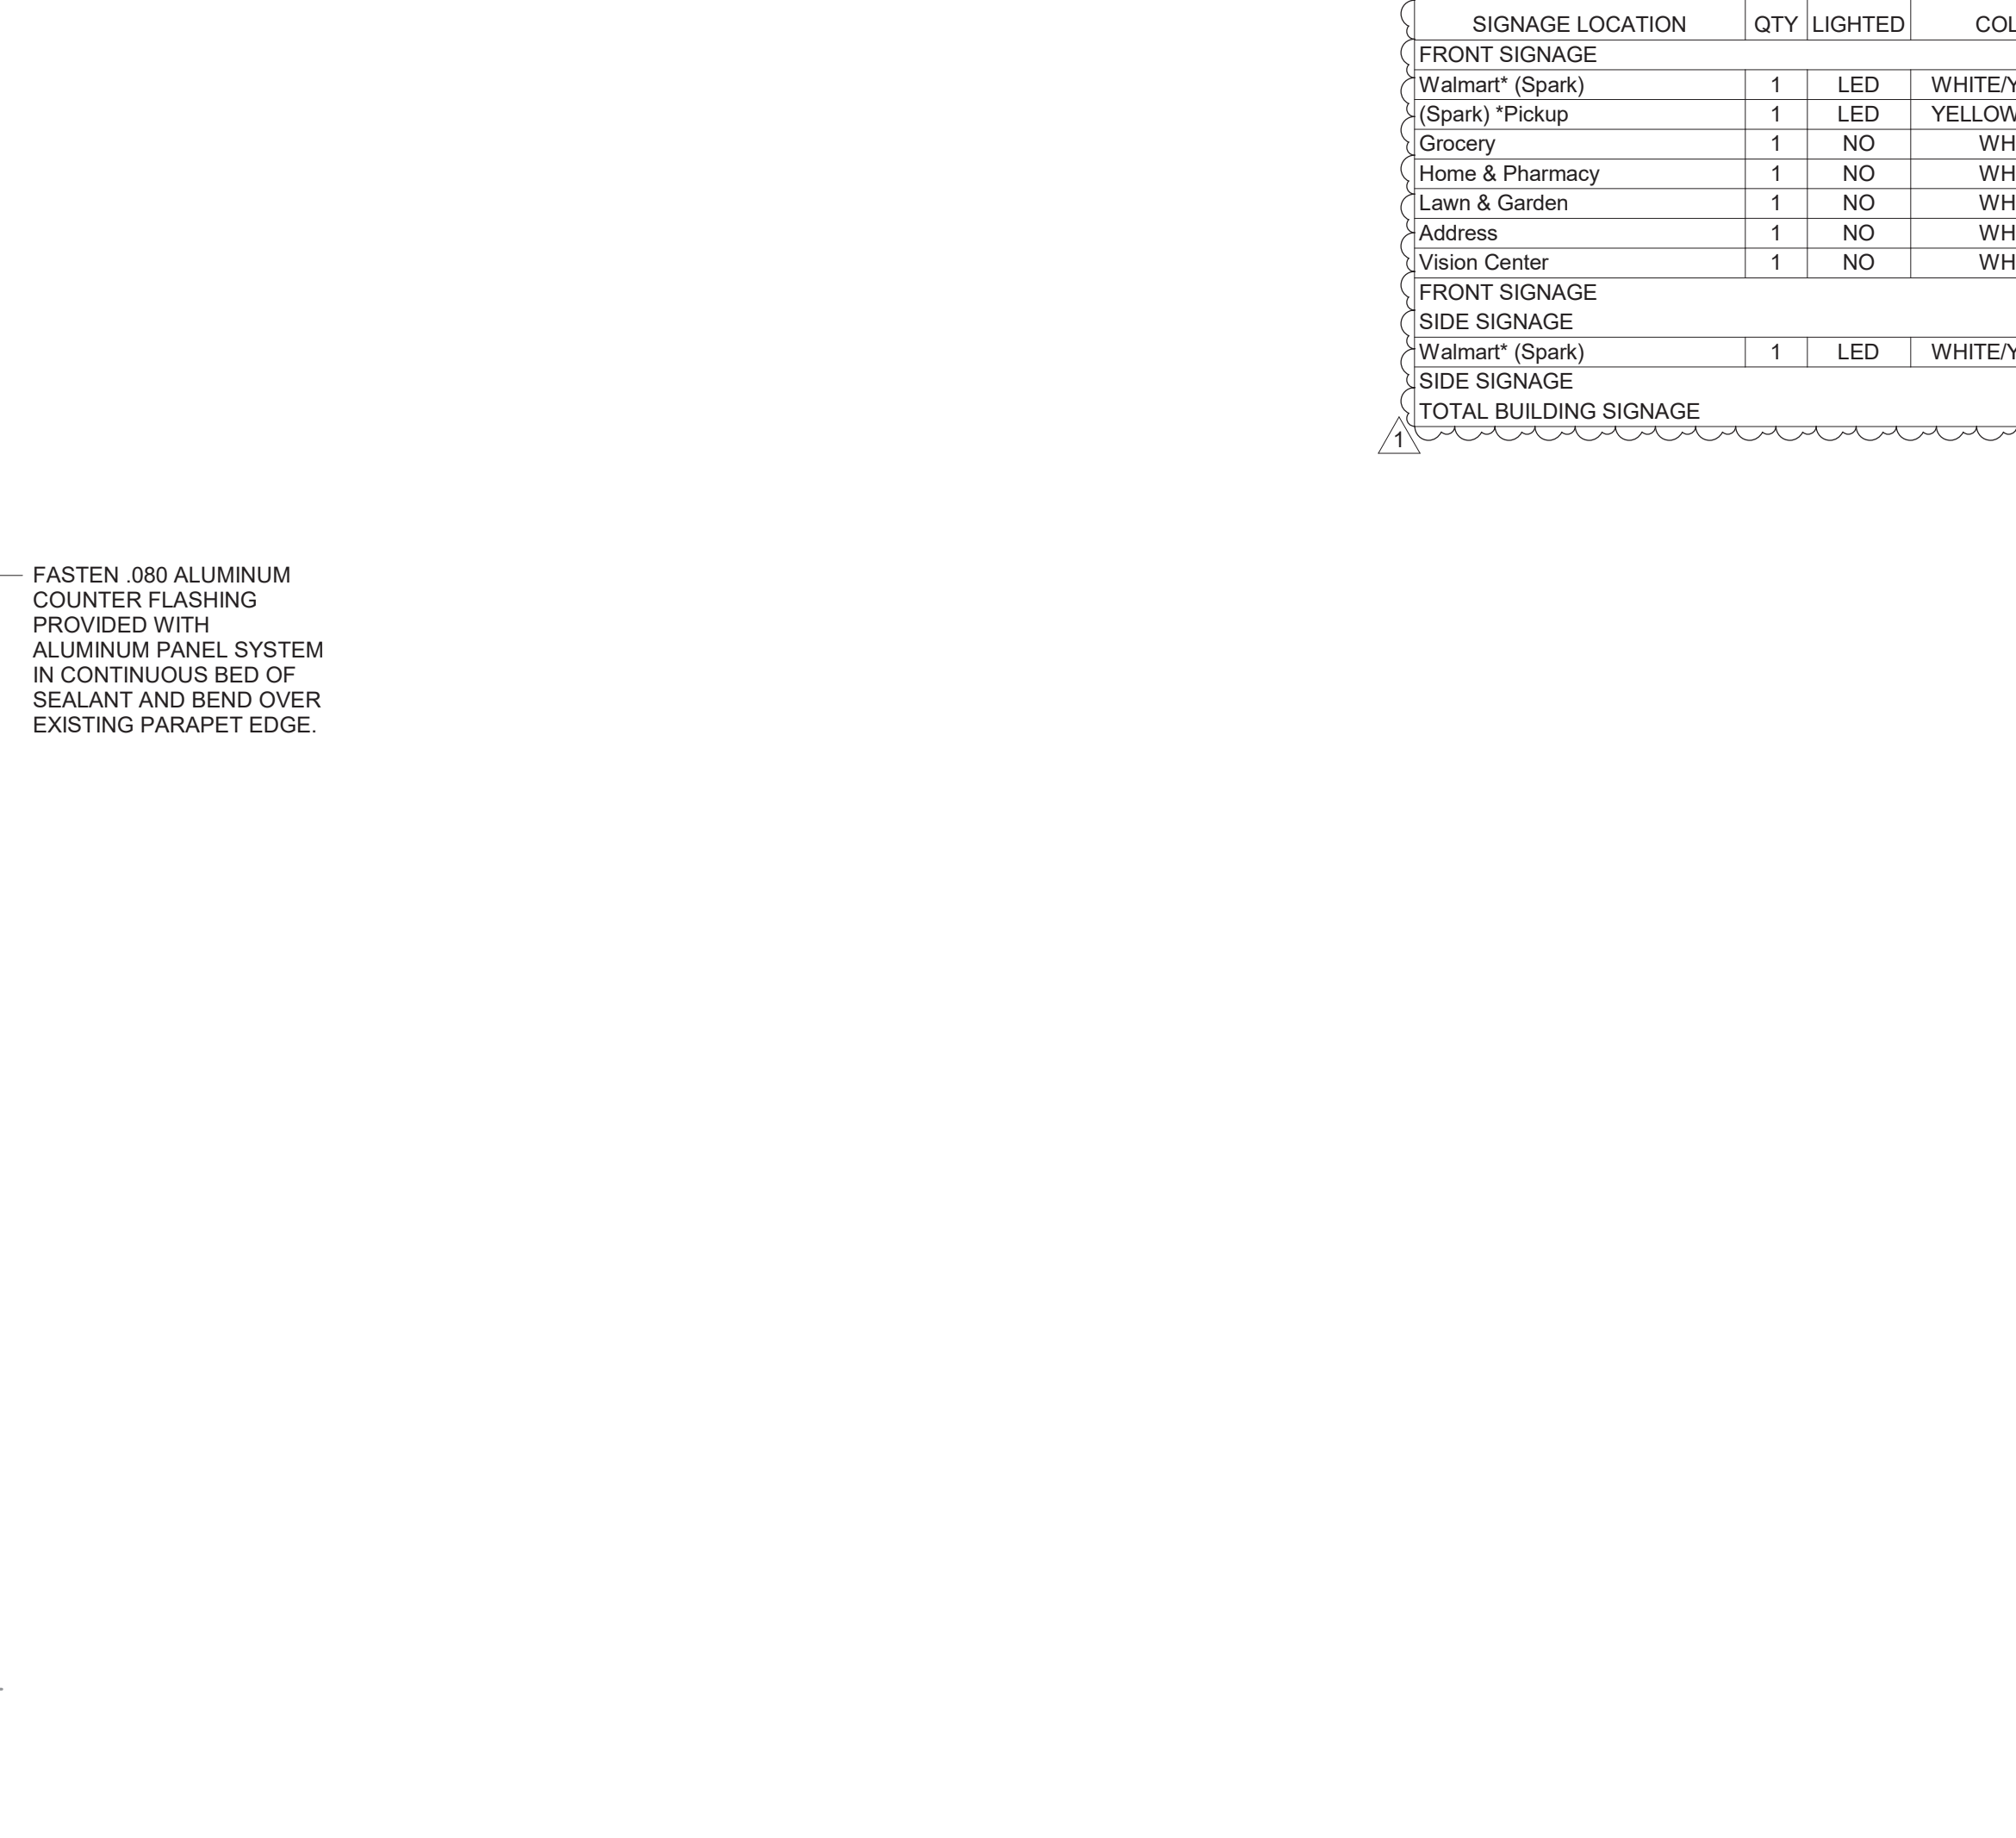 SIGNAGE LOCATION QTY LIGHTED COL
FRONT SIGNAGE
Walmart* (Spark) 1 LED WHITE/Y
(Spark) *Pickup 1 LED YELLOW
Grocery 1 NO WH
Home & Pharmacy 1 NO WH
Lawn & Garden 1 NO WH
Address 1 NO WH
Vision Center 1 NO WH
FRONT SIGNAGE
SIDE SIGNAGE
Walmart* (Spark) 1 LED WHITE/Y
SIDE SIGNAGE
TOTAL BUILDING SIGNAGE
1
FASTEN .080 ALUMINUM
COUNTER FLASHING
PROVIDED WITH
ALUMINUM PANEL SYSTEM
IN CONTINUOUS BED OF
SEALANT AND BEND OVER
EXISTING PARAPET EDGE.